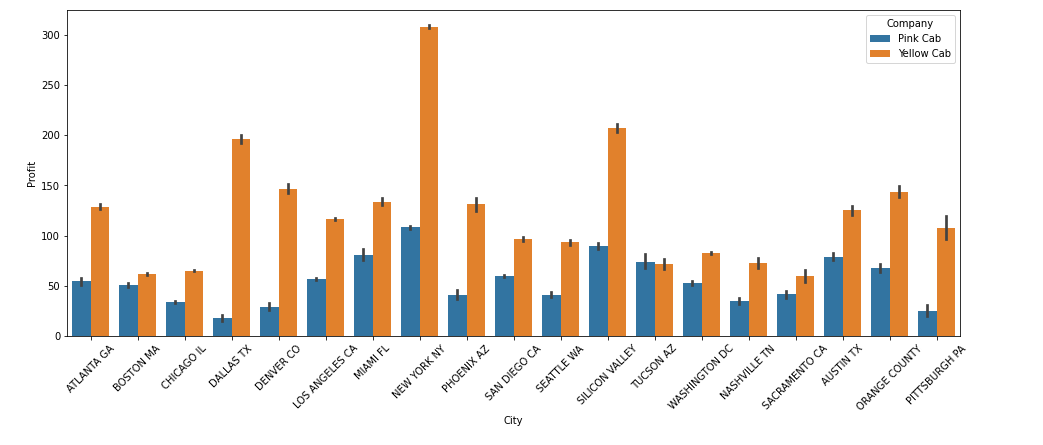 300
250
200
150
100
50
0
Profit
Company
Pink Cab
Yellow Cab
ATLANTA GA
BOSTON MA
CHICAGO IL
DALLAS TX
DENVER CO
LOS ANGELES CA
MIAMI FL
NEW YORK NY
PHOENIX AZ
SAN DIEGO CA
SEATTLE WA
SILICON VALLEY
TUCSON AZ
WASHINGTON DC
NASHVILLE TN
SACRAMENTO CA
AUSTIN TX
ORANGE COUNTY
PITTSBURGH PA
City